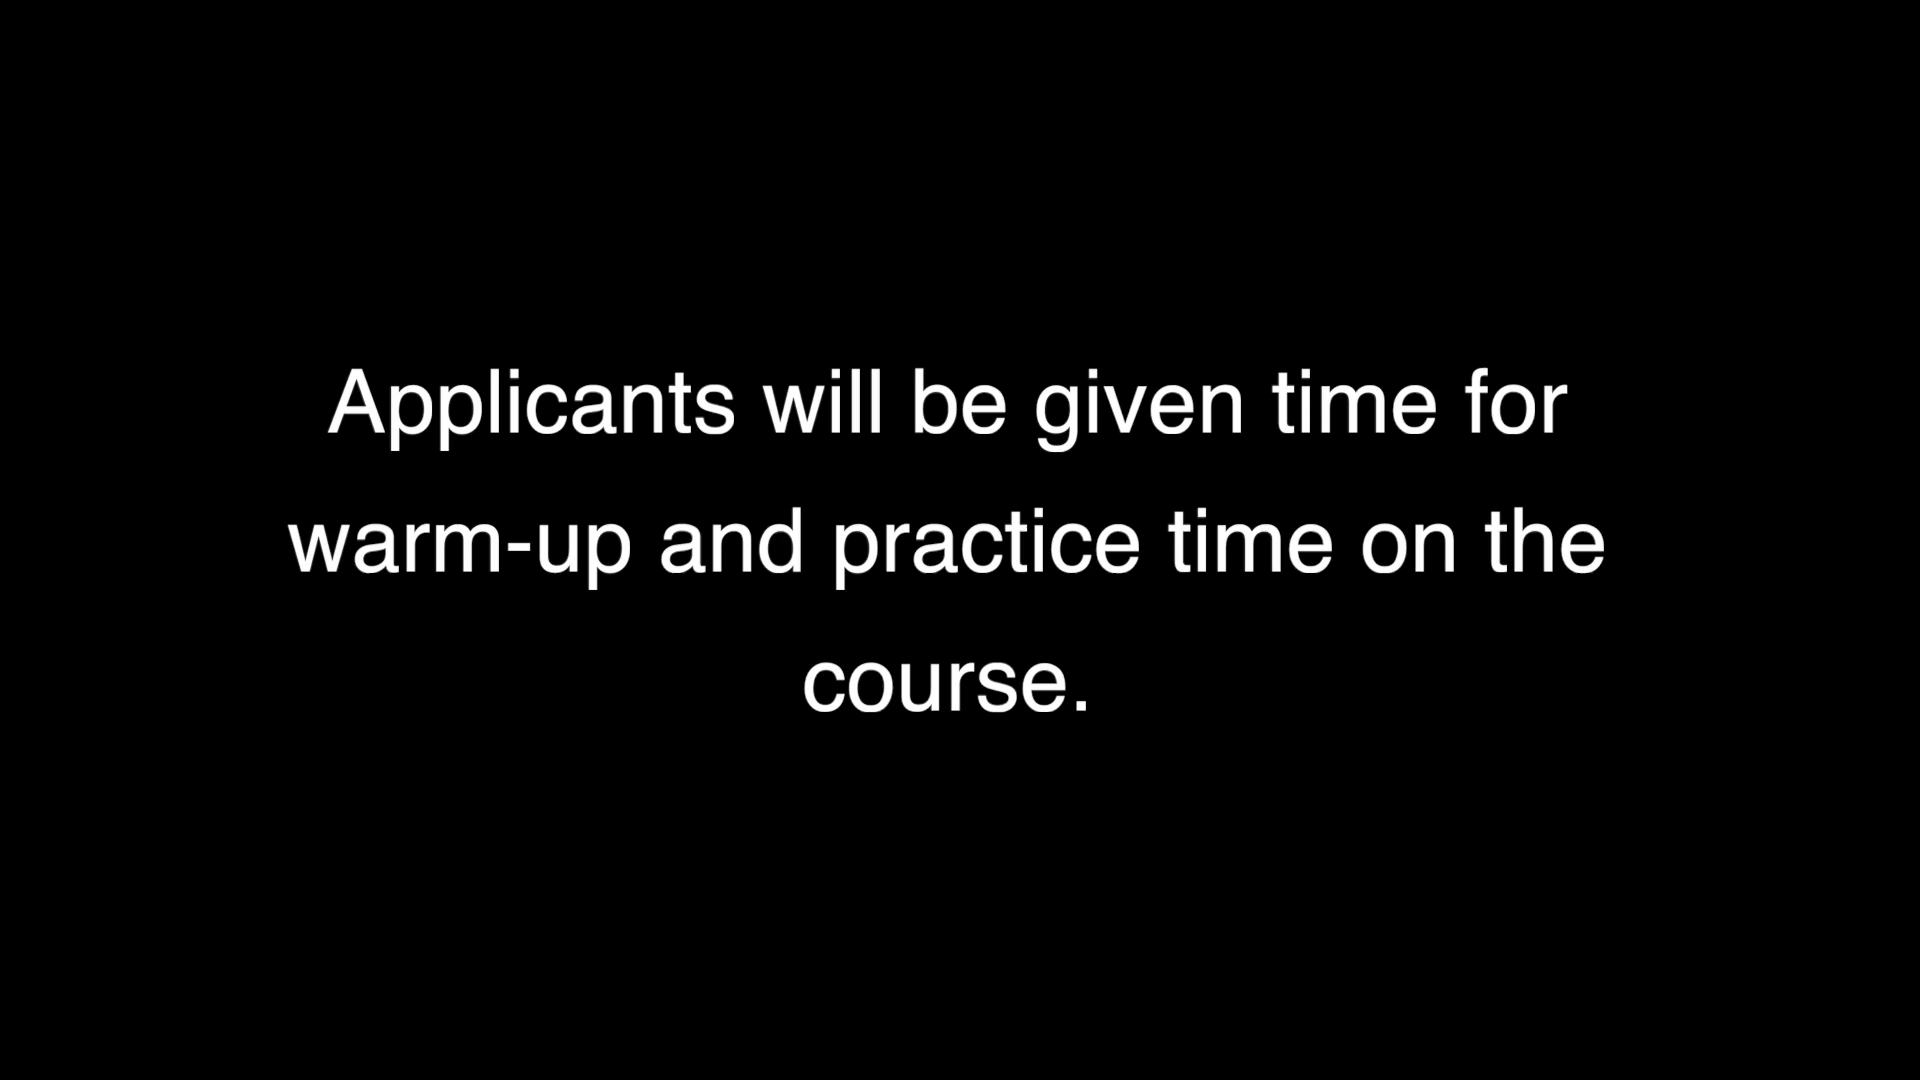 Applicants will be given time for
warm-up and practice time on the
course.